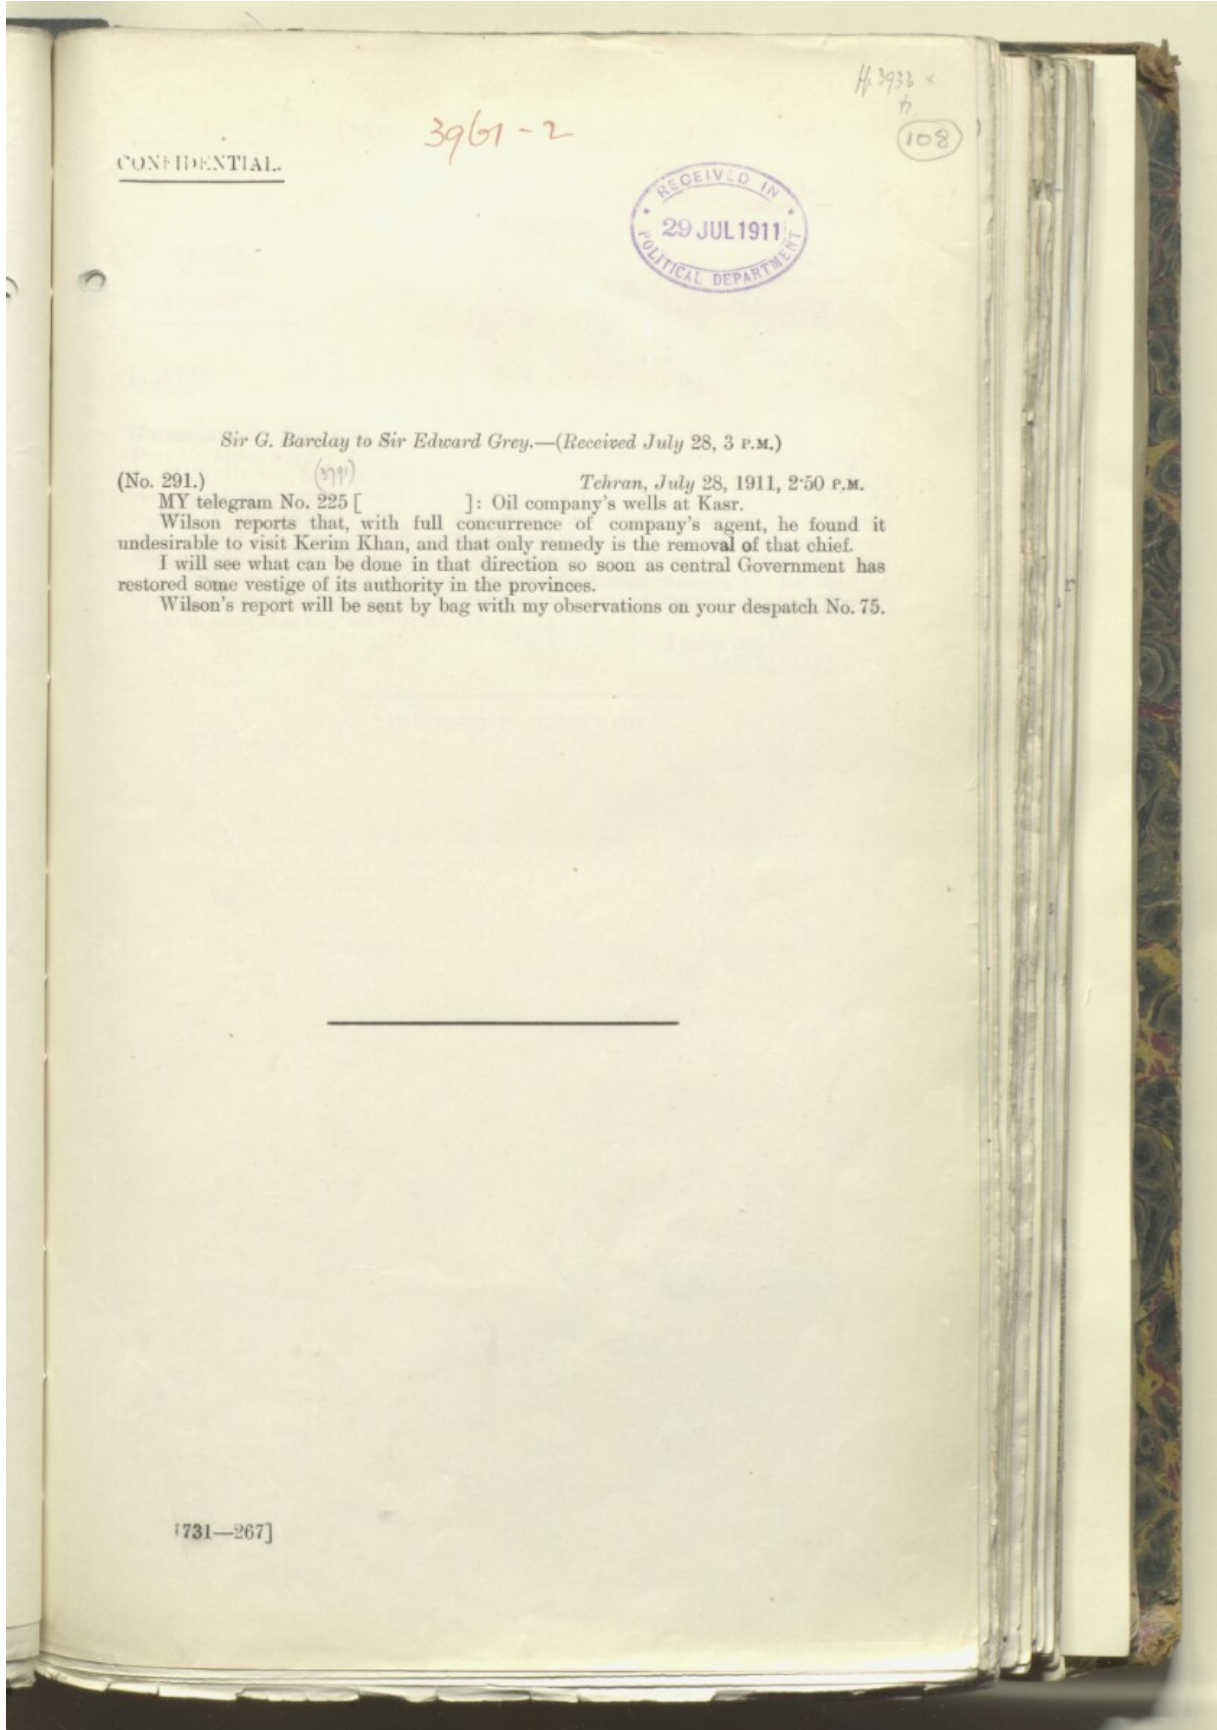 3933
108
3961-2
CONFIDENTIAL.
RECEIVED IN
29 JUL 1911
POLITICAL DEPARTMENT
Sir G. Barclay to Sir Edward Grey.—(Received July 28, 3 P.M.)
(3791)
(No. 291.) Tehran, July 28, 1911, 2·50 P.M.
MY telegram No. 225 [ ]: Oil company's wells at Kasr.
Wilson reports that, with full concurrence of company's agent, he found it
undesirable to visit Kerim Khan, and that only remedy is the removal of that chief.
I will see what can be done in that direction so soon as central Government has
restored some vestige of its authority in the provinces.
Wilson's report will be sent by bag with my observations on your despatch No. 75.
[731—267]